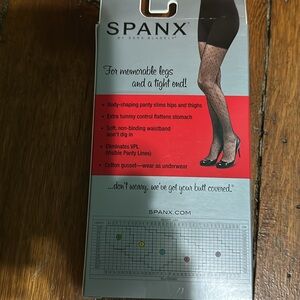 SPANX®
BY SARA BLAKELY®
For memorable legs
and a tight end!
• Body-shaping panty slims hips and thighs
• Extra tummy control flattens stomach
• Soft, non-binding waistband
won't dig in
• Eliminates VPL
(Visible Panty Lines)
• Cotton gusset—wear as underwear
...don't worry, we've got your butt covered.™
SPANX.COM